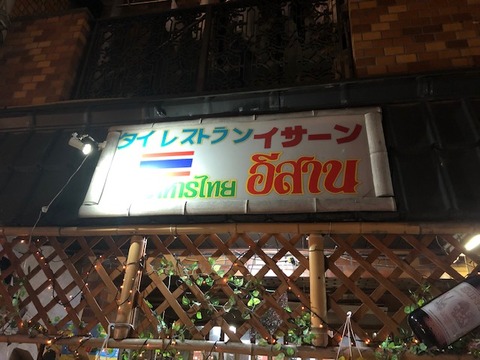 タイ レストラン イサーン
อีสาน